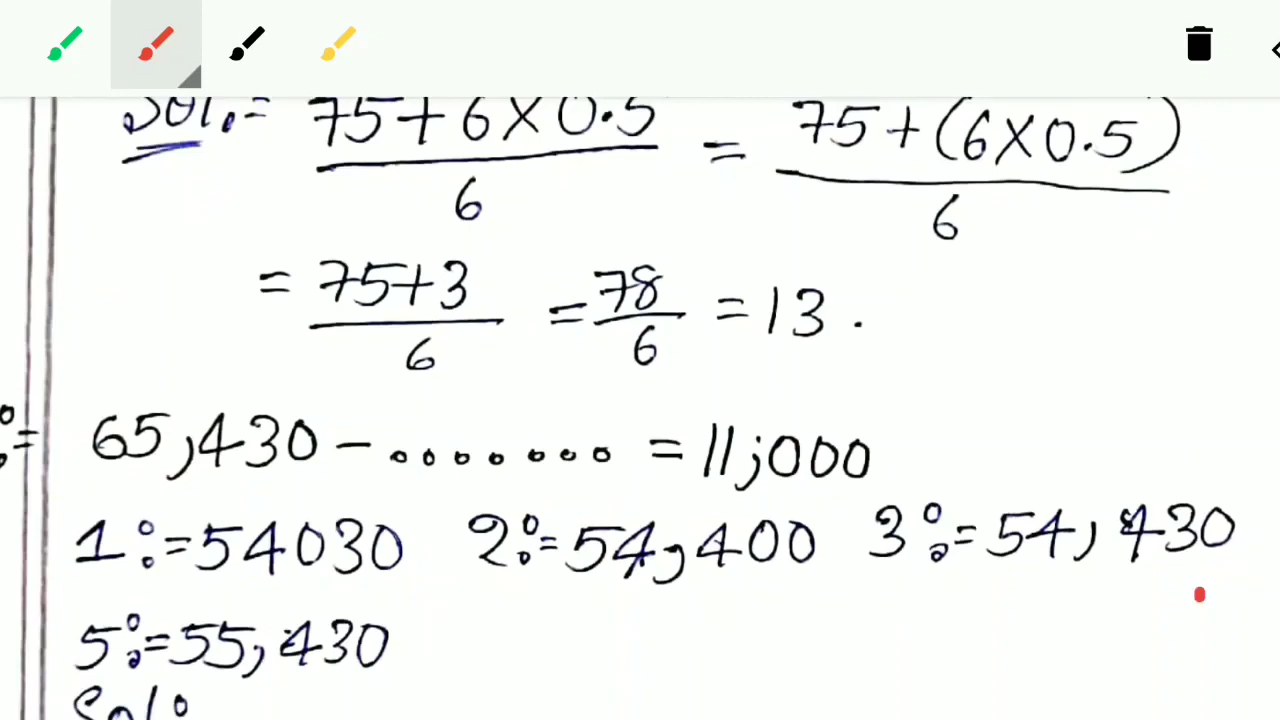 Sol:= 75+6×0.5/6 = 75+(6×0.5)/6
= 75+3/6 = 78/6 = 13.
:= 65,430 - ....... = 11,000
1:=54030 2:=54,400 3:=54,430
5:=55,430
Sol: